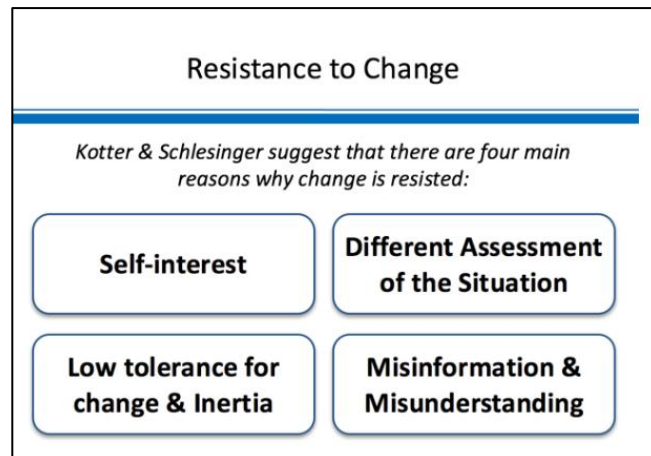 Resistance to Change
Kotter & Schlesinger suggest that there are four main
reasons why change is resisted:
Self-interest
Different Assessment
of the Situation
Low tolerance for
change & Inertia
Misinformation &
Misunderstanding